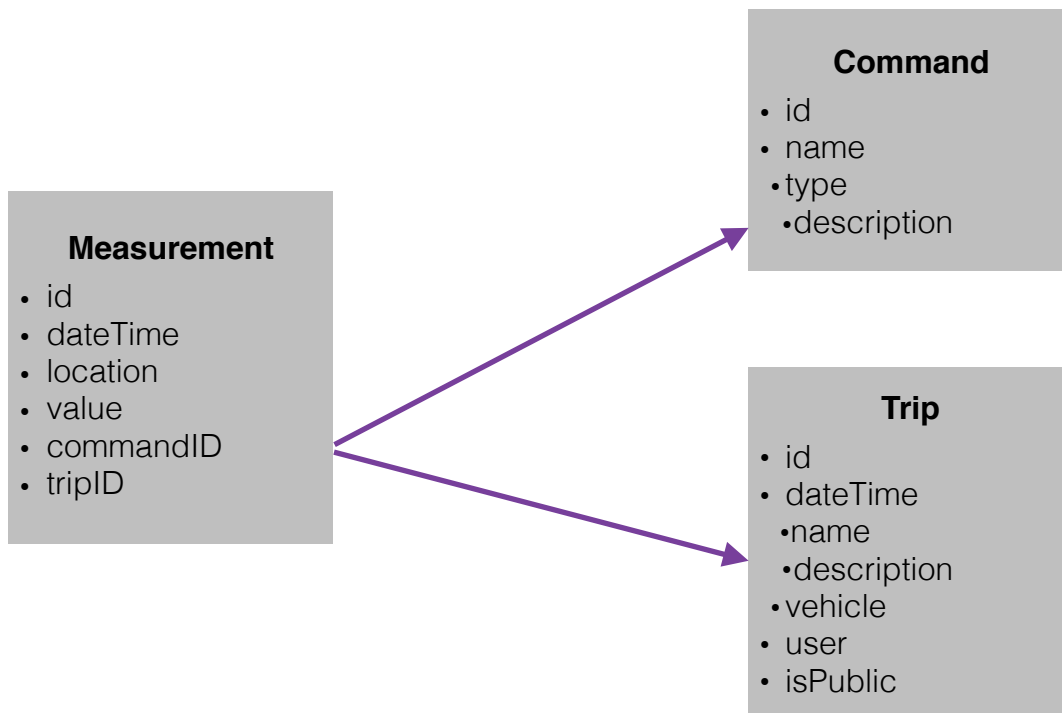 Measurement
• id
• dateTime
• location
• value
• commandID
• tripID
Command
• id
• name
•type
•description
Trip
• id
• dateTime
•name
•description
•vehicle
• user
• isPublic